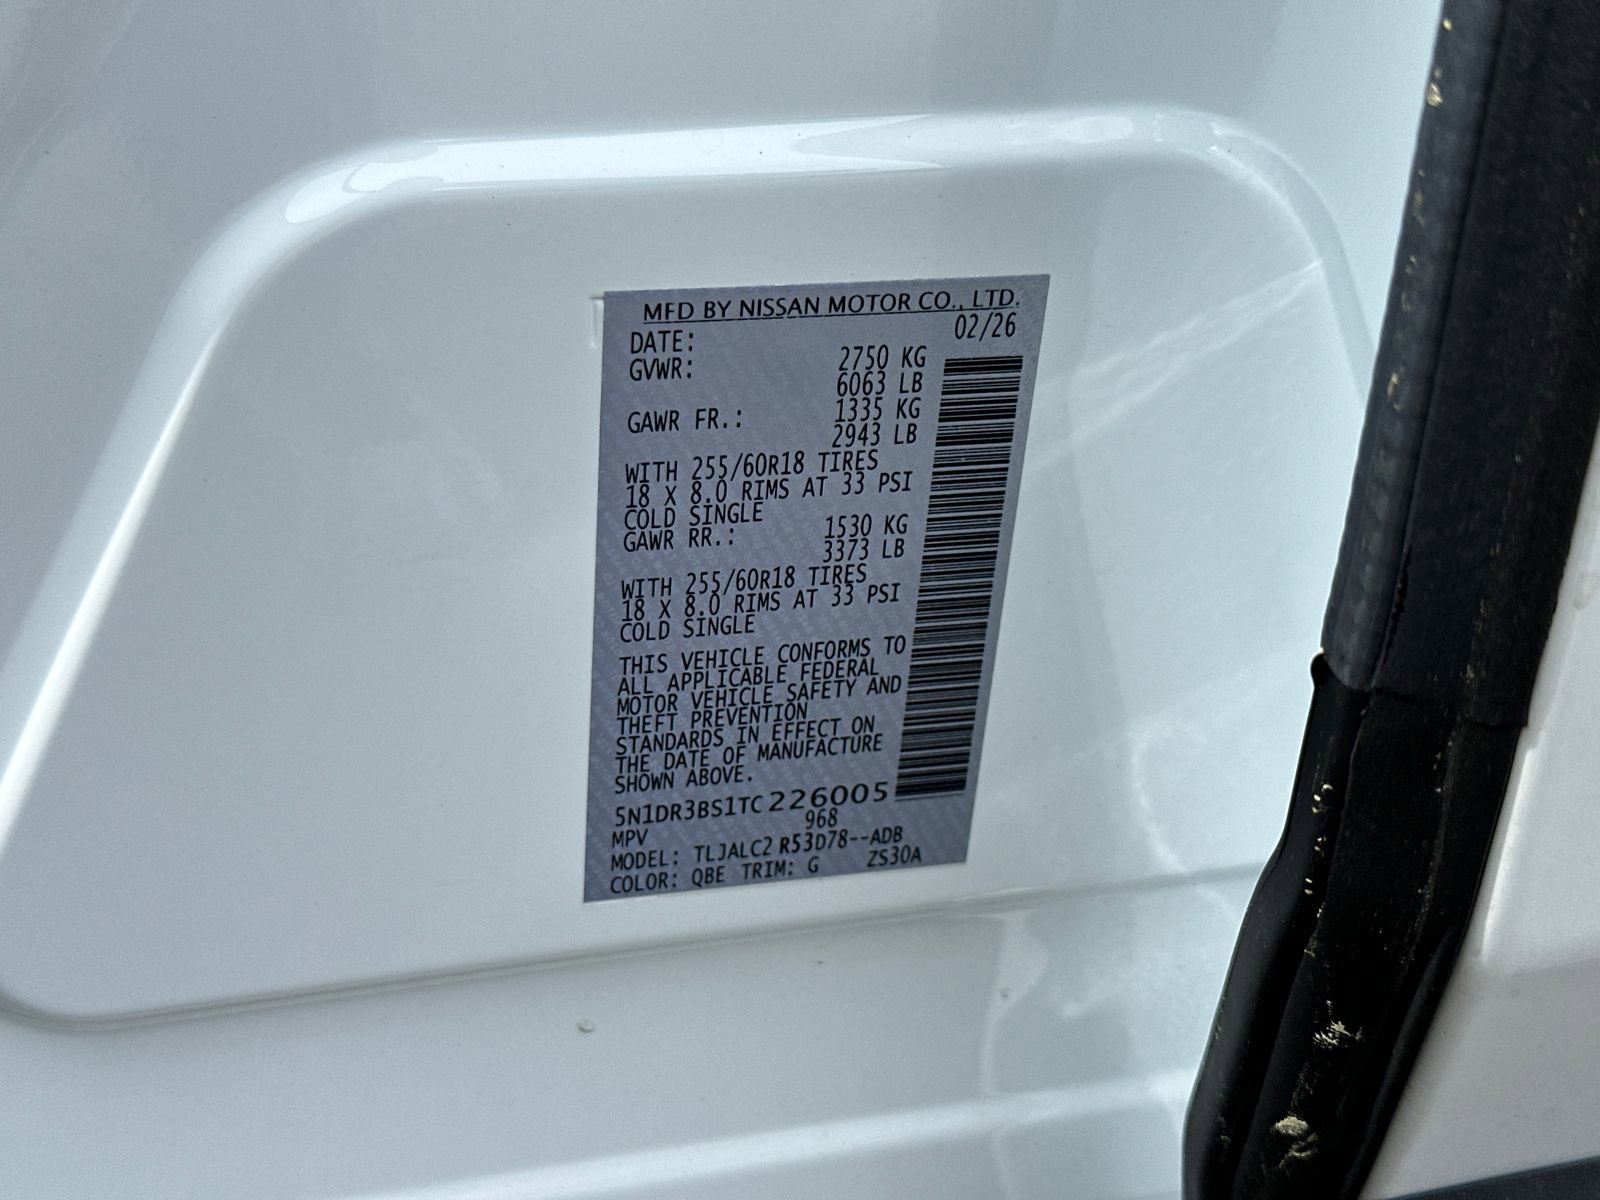 MFD BY NISSAN MOTOR CO., LTD.
DATE: 02/26
GVWR: 2750 KG
6063 LB
GAWR FR.: 1335 KG
2943 LB
WITH 255/60R18 TIRES
18 X 8.0 RIMS AT 33 PSI
COLD SINGLE
GAWR RR.: 1530 KG
3373 LB
WITH 255/60R18 TIRES
18 X 8.0 RIMS AT 33 PSI
COLD SINGLE
THIS VEHICLE CONFORMS TO
ALL APPLICABLE FEDERAL
MOTOR VEHICLE SAFETY AND
THEFT PREVENTION
STANDARDS IN EFFECT ON
THE DATE OF MANUFACTURE
SHOWN ABOVE.
5N1DR3BS1TC226005
MPV 968
MODEL: TLJALC2 R53D78--ADB
COLOR: QBE TRIM: G ZS30A